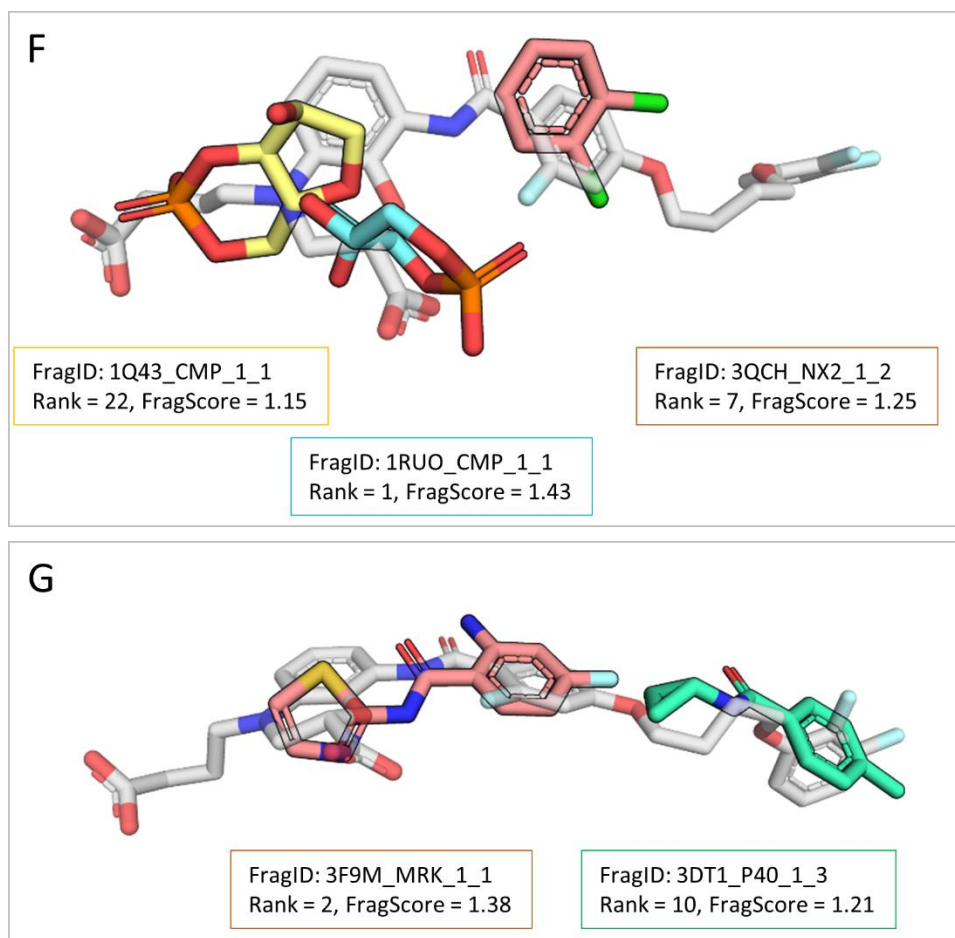 F
FragID: 1Q43_CMP_1_1
Rank = 22, FragScore = 1.15
FragID: 3QCH_NX2_1_2
Rank = 7, FragScore = 1.25
FragID: 1RUO_CMP_1_1
Rank = 1, FragScore = 1.43
G
FragID: 3F9M_MRK_1_1
Rank = 2, FragScore = 1.38
FragID: 3DT1_P40_1_3
Rank = 10, FragScore = 1.21